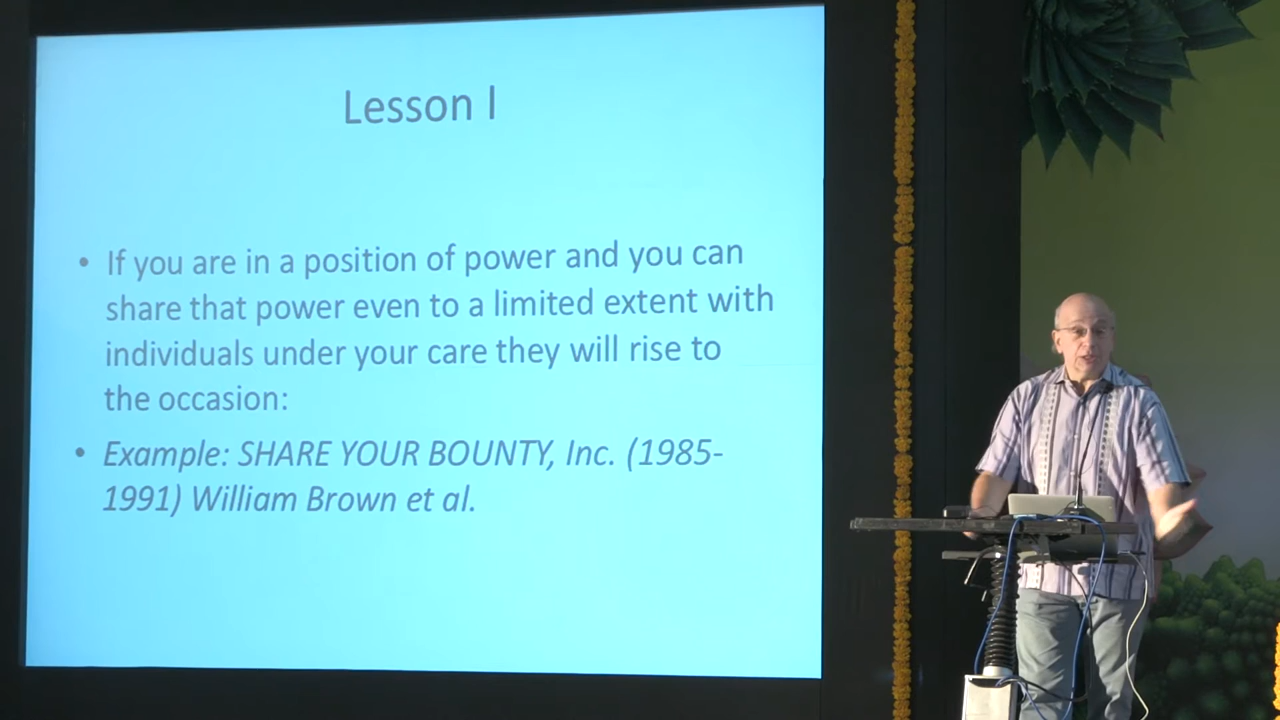 Lesson I
• If you are in a position of power and you can
share that power even to a limited extent with
individuals under your care they will rise to
the occasion:
• Example: SHARE YOUR BOUNTY, Inc. (1985-
1991) William Brown et al.